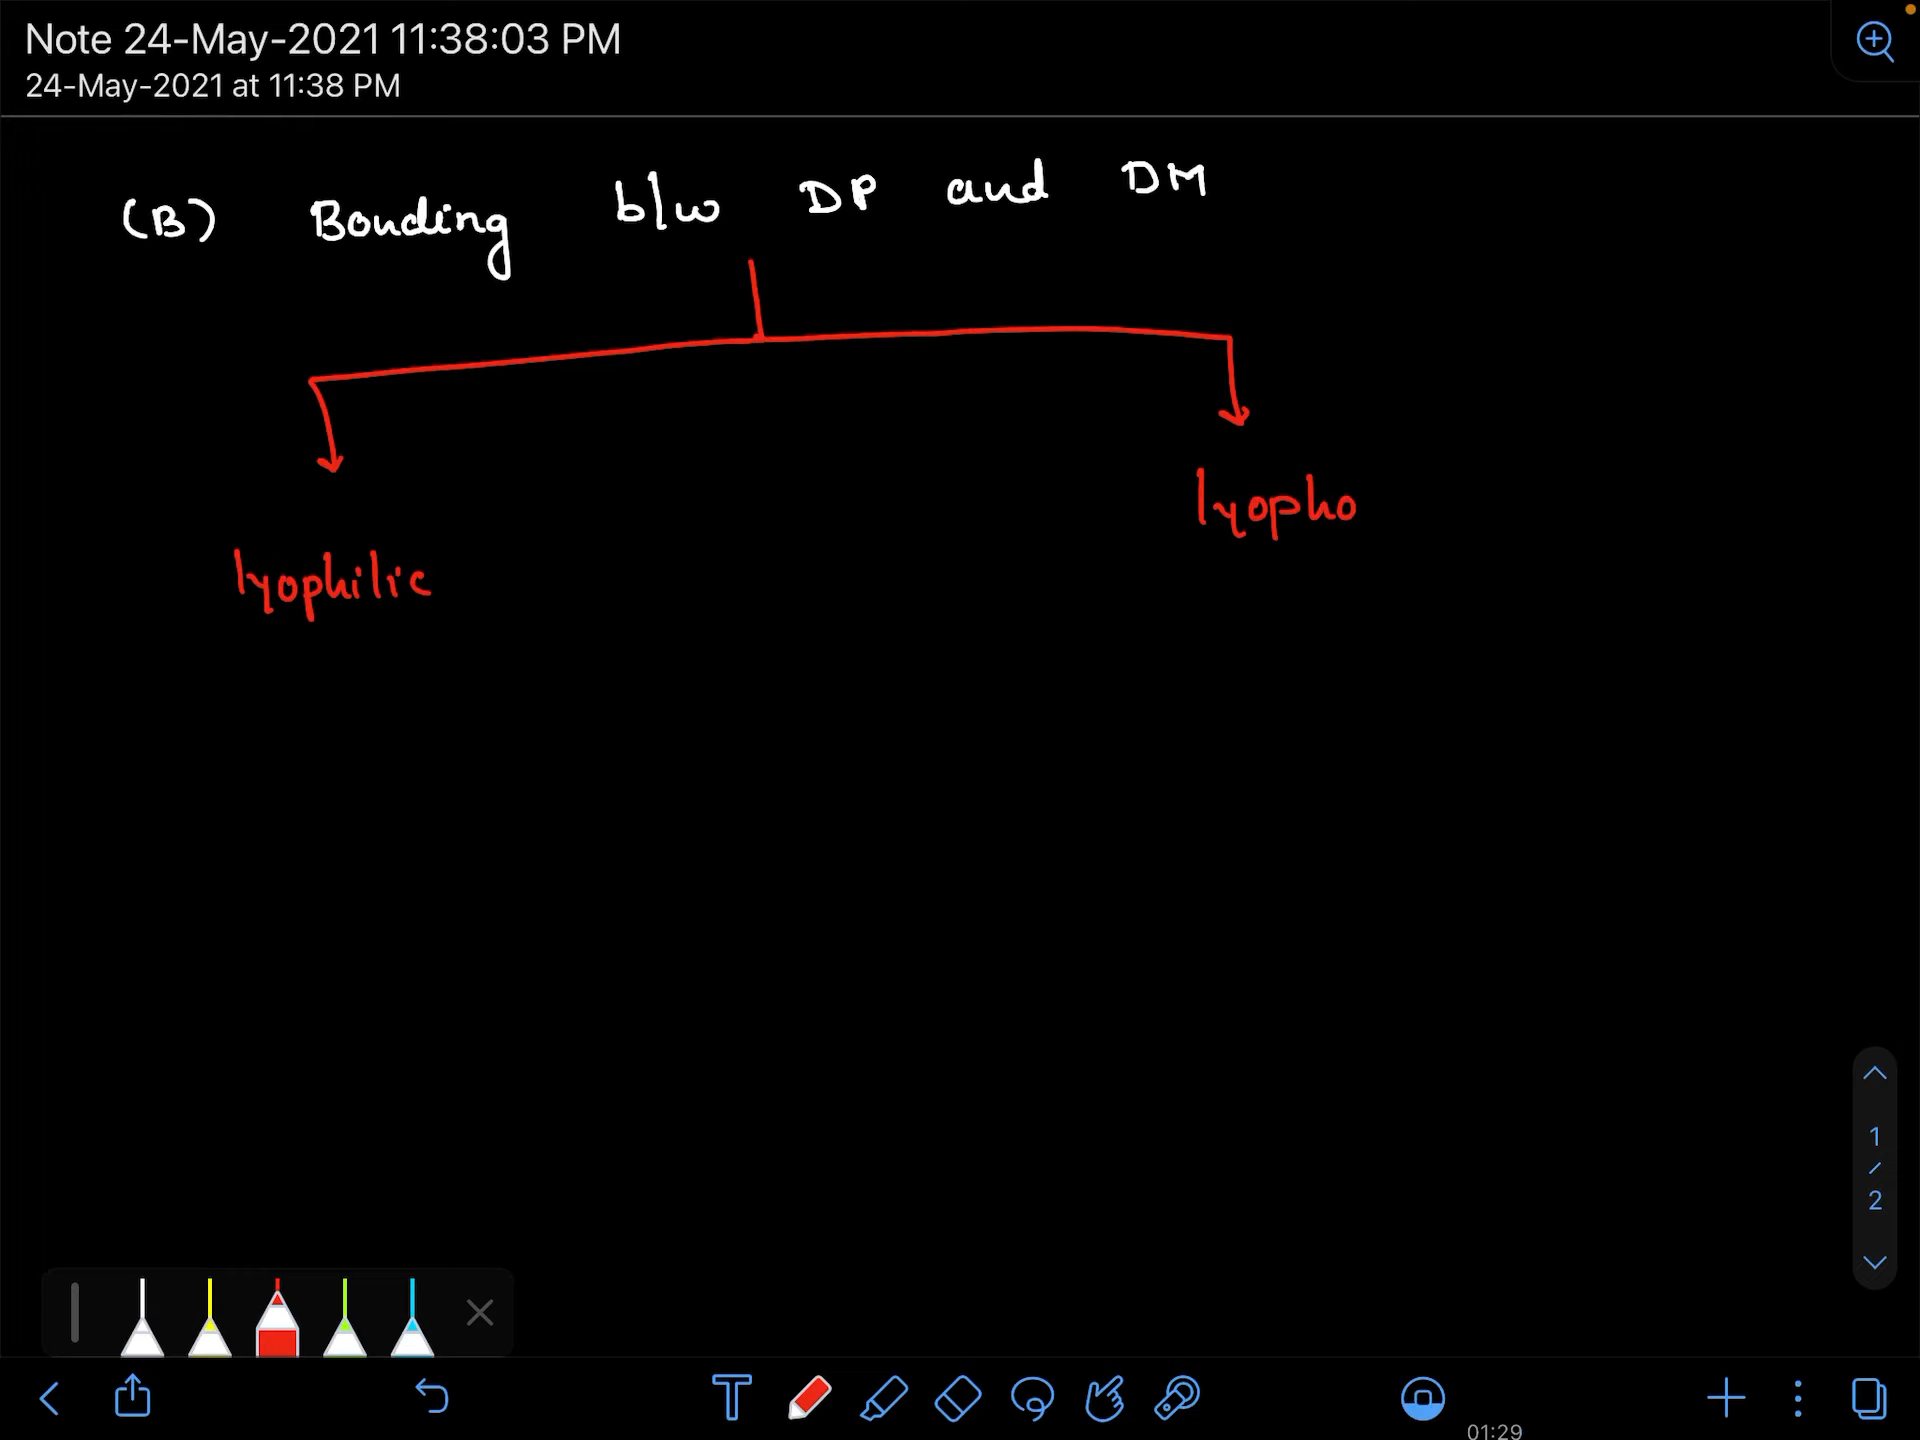 Note 24-May-2021 11:38:03 PM
24-May-2021 at 11:38 PM
(B) Bonding b/w DP and DM
lyophilic
lyopho
1
/
2
T
01:29